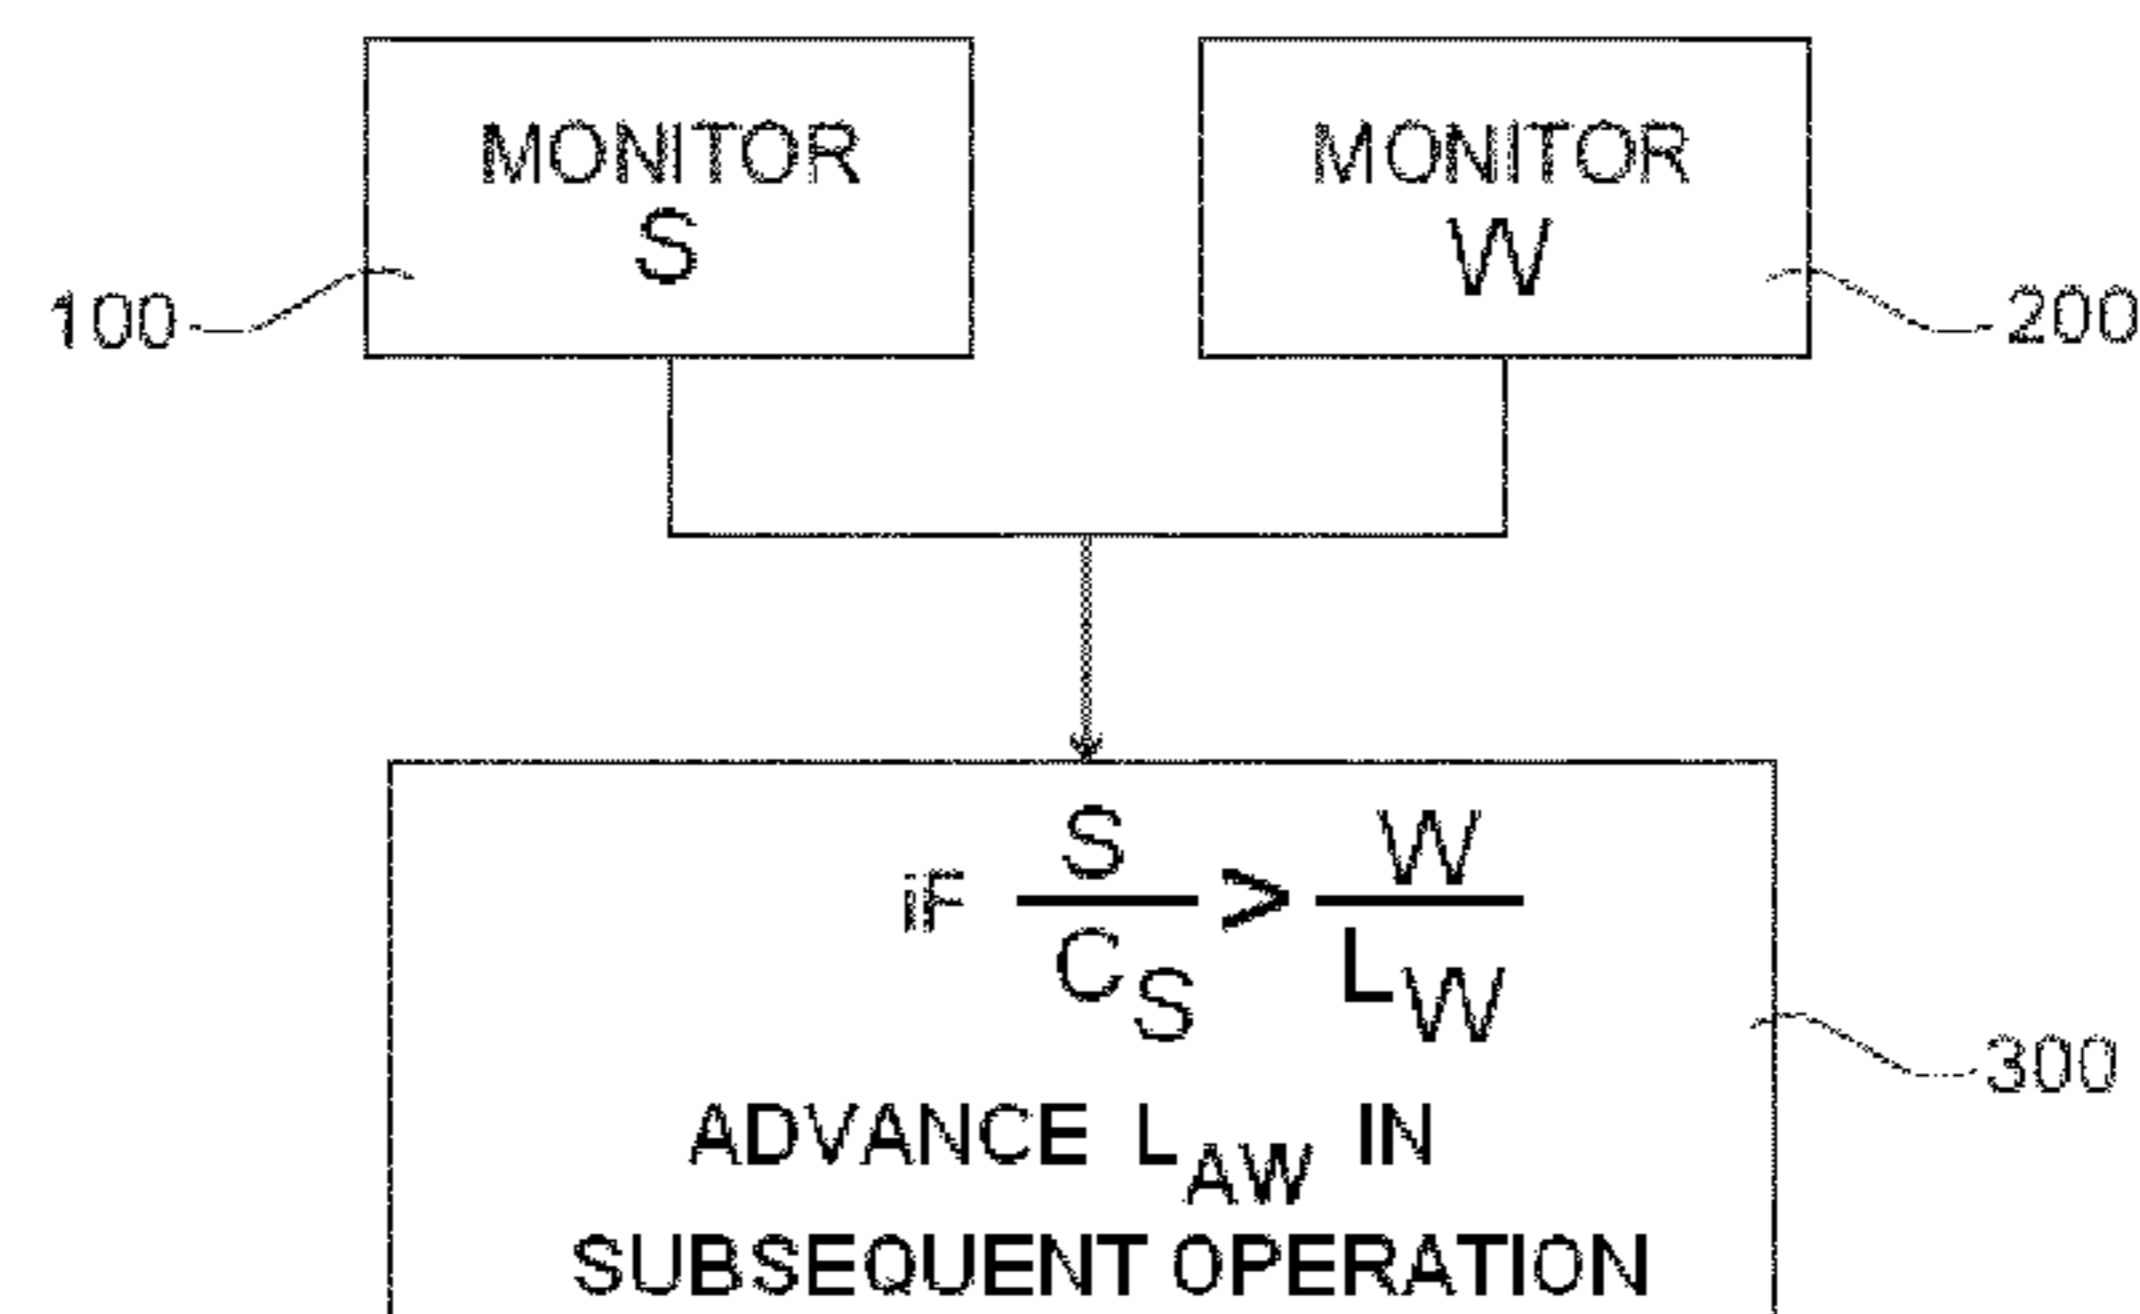 MONITOR
S
MONITOR
W
100
200
IF S/C_S > W/L_W
300
ADVANCE L_AW IN
SUBSEQUENT OPERATION